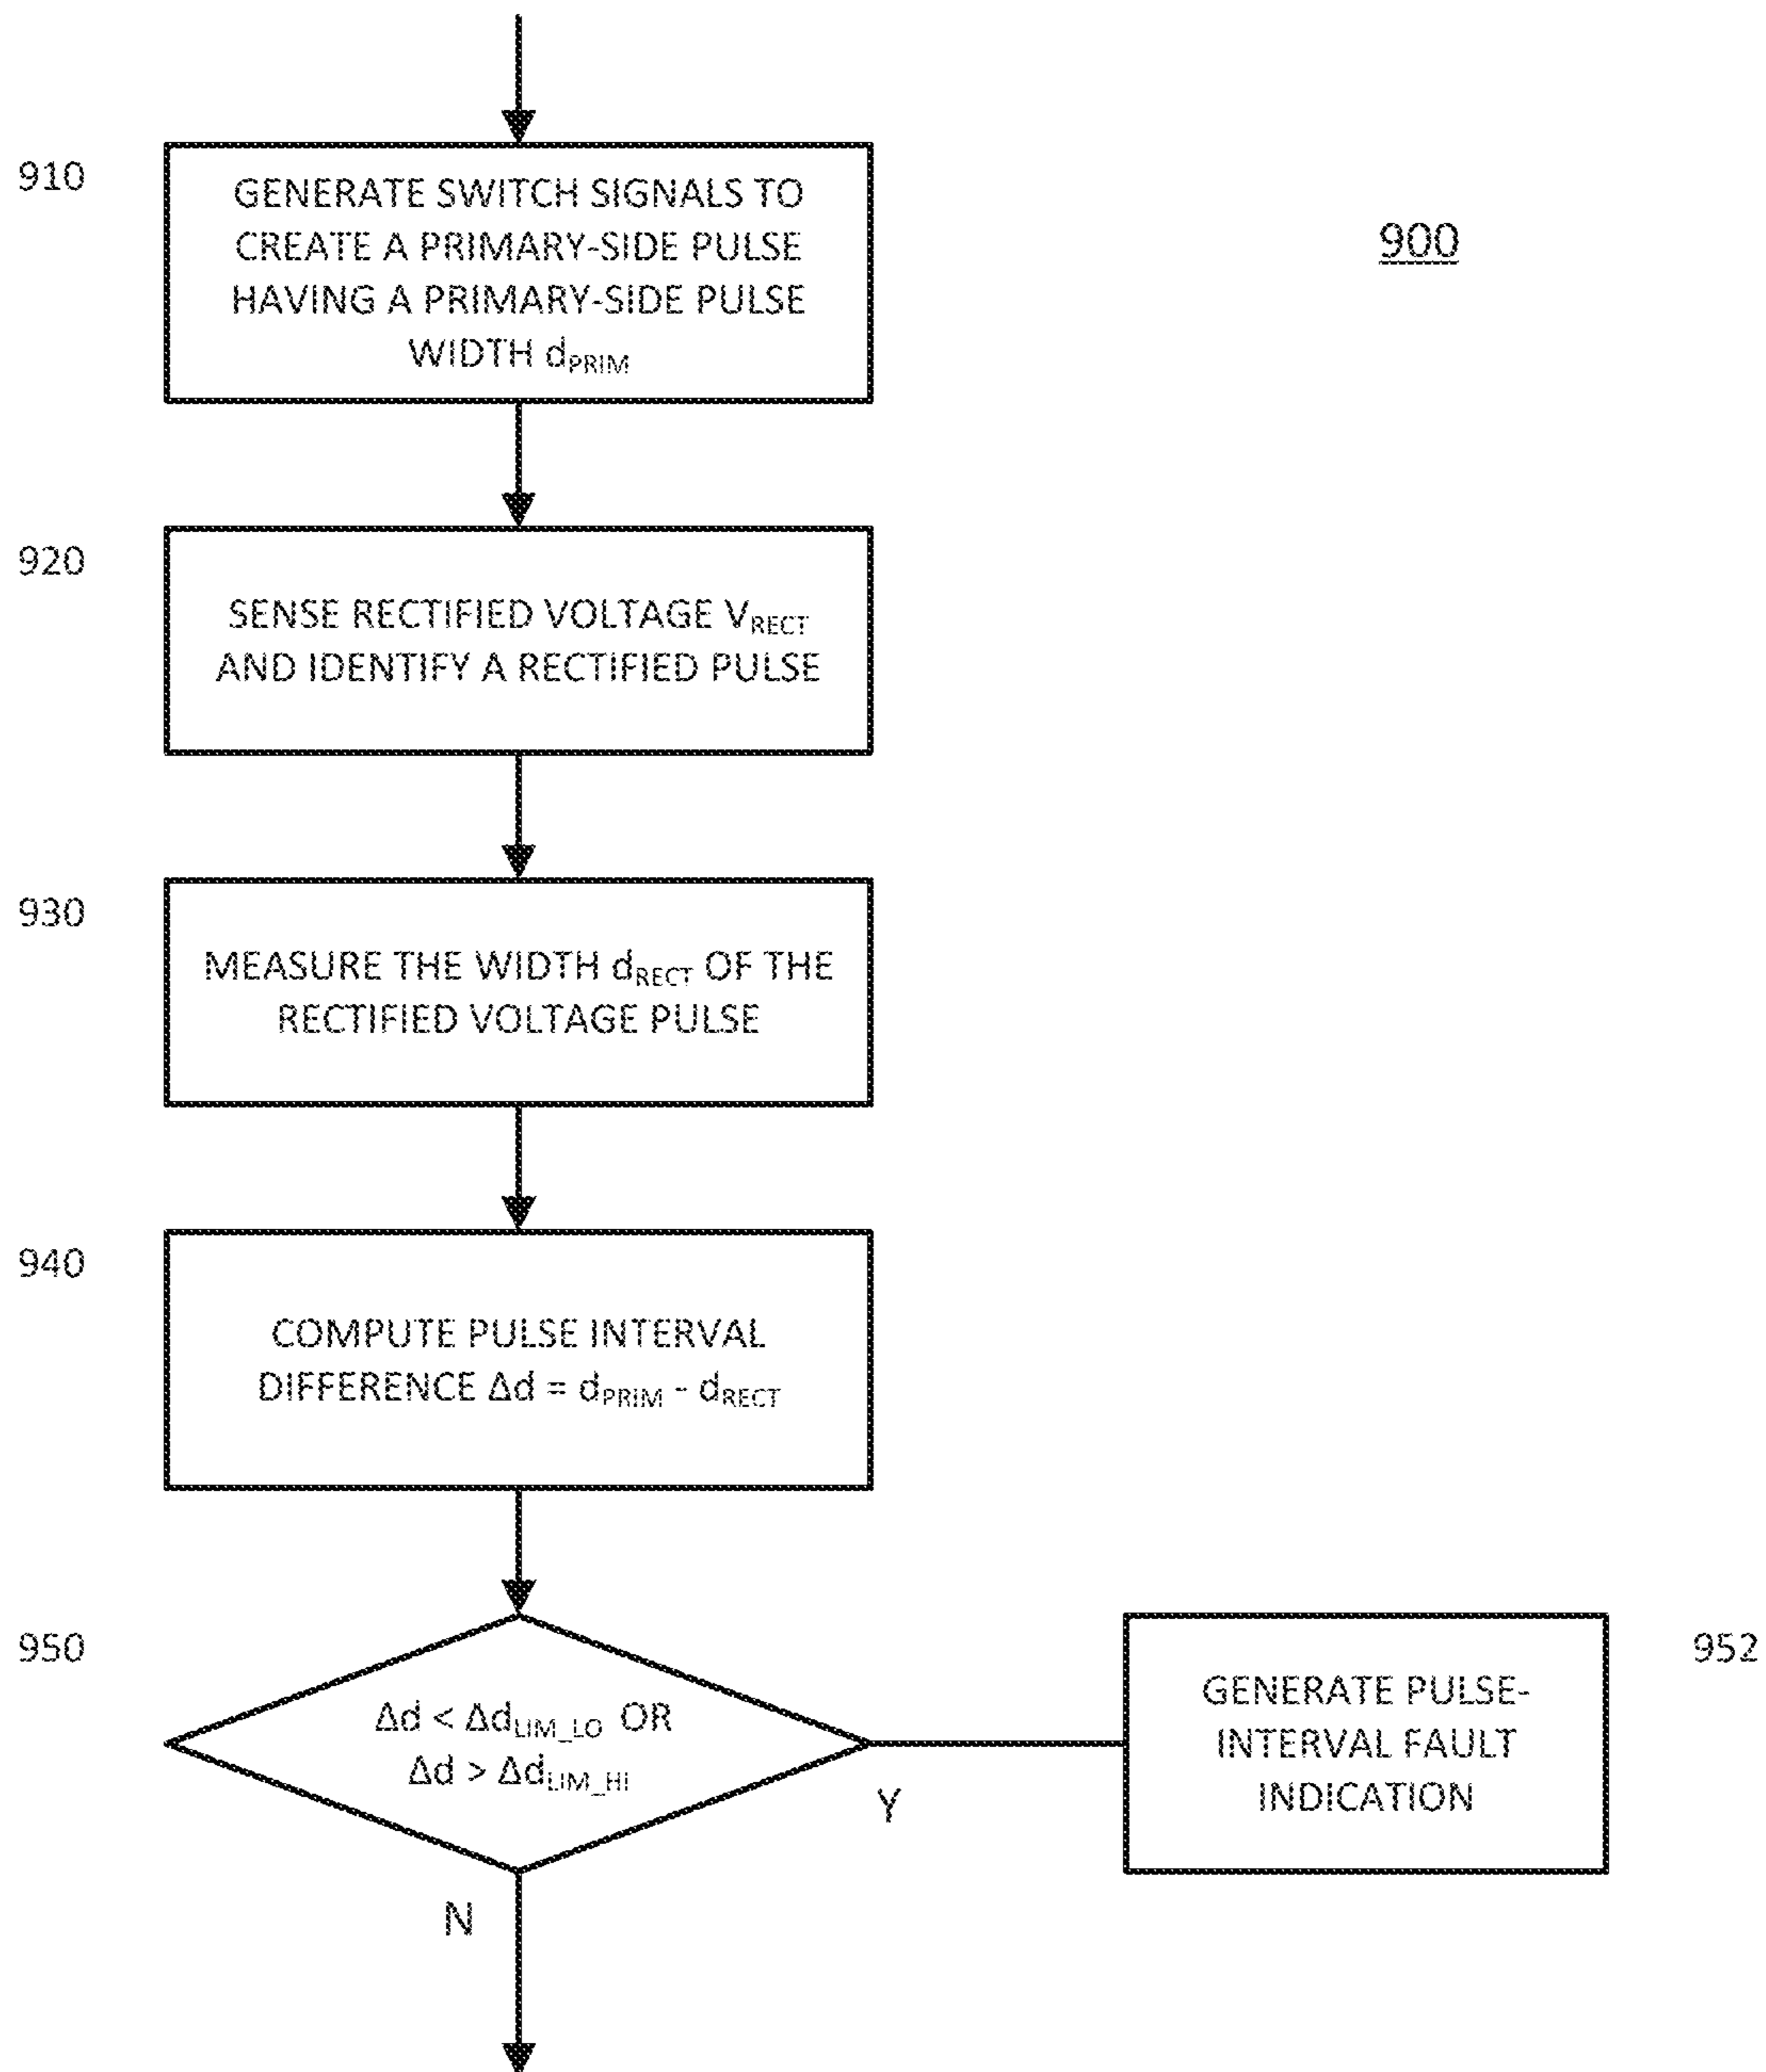 910
GENERATE SWITCH SIGNALS TO
CREATE A PRIMARY-SIDE PULSE
HAVING A PRIMARY-SIDE PULSE
WIDTH dPRIM
900
920
SENSE RECTIFIED VOLTAGE VRECT
AND IDENTIFY A RECTIFIED PULSE
930
MEASURE THE WIDTH dRECT OF THE
RECTIFIED VOLTAGE PULSE
940
COMPUTE PULSE INTERVAL
DIFFERENCE Δd = dPRIM - dRECT
950
Δd < ΔdLIM_LO OR
Δd > ΔdLIM_HI
Y
N
952
GENERATE PULSE-
INTERVAL FAULT
INDICATION